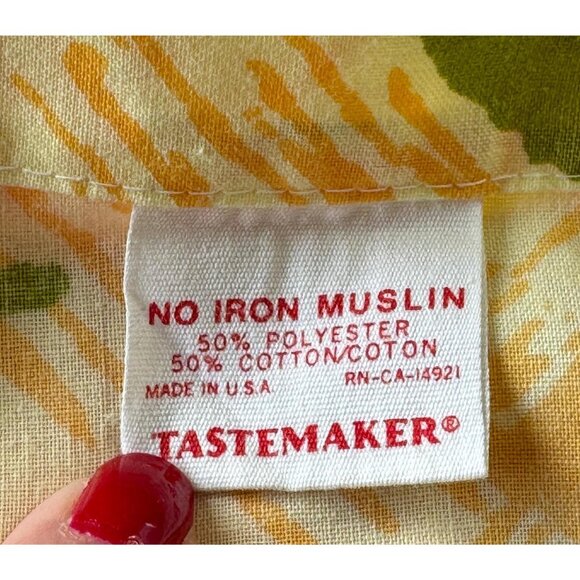 NO IRON MUSLIN
50% POLYESTER
50% COTTON/COTON
MADE IN U.S.A RN-CA-14921
TASTEMAKER®